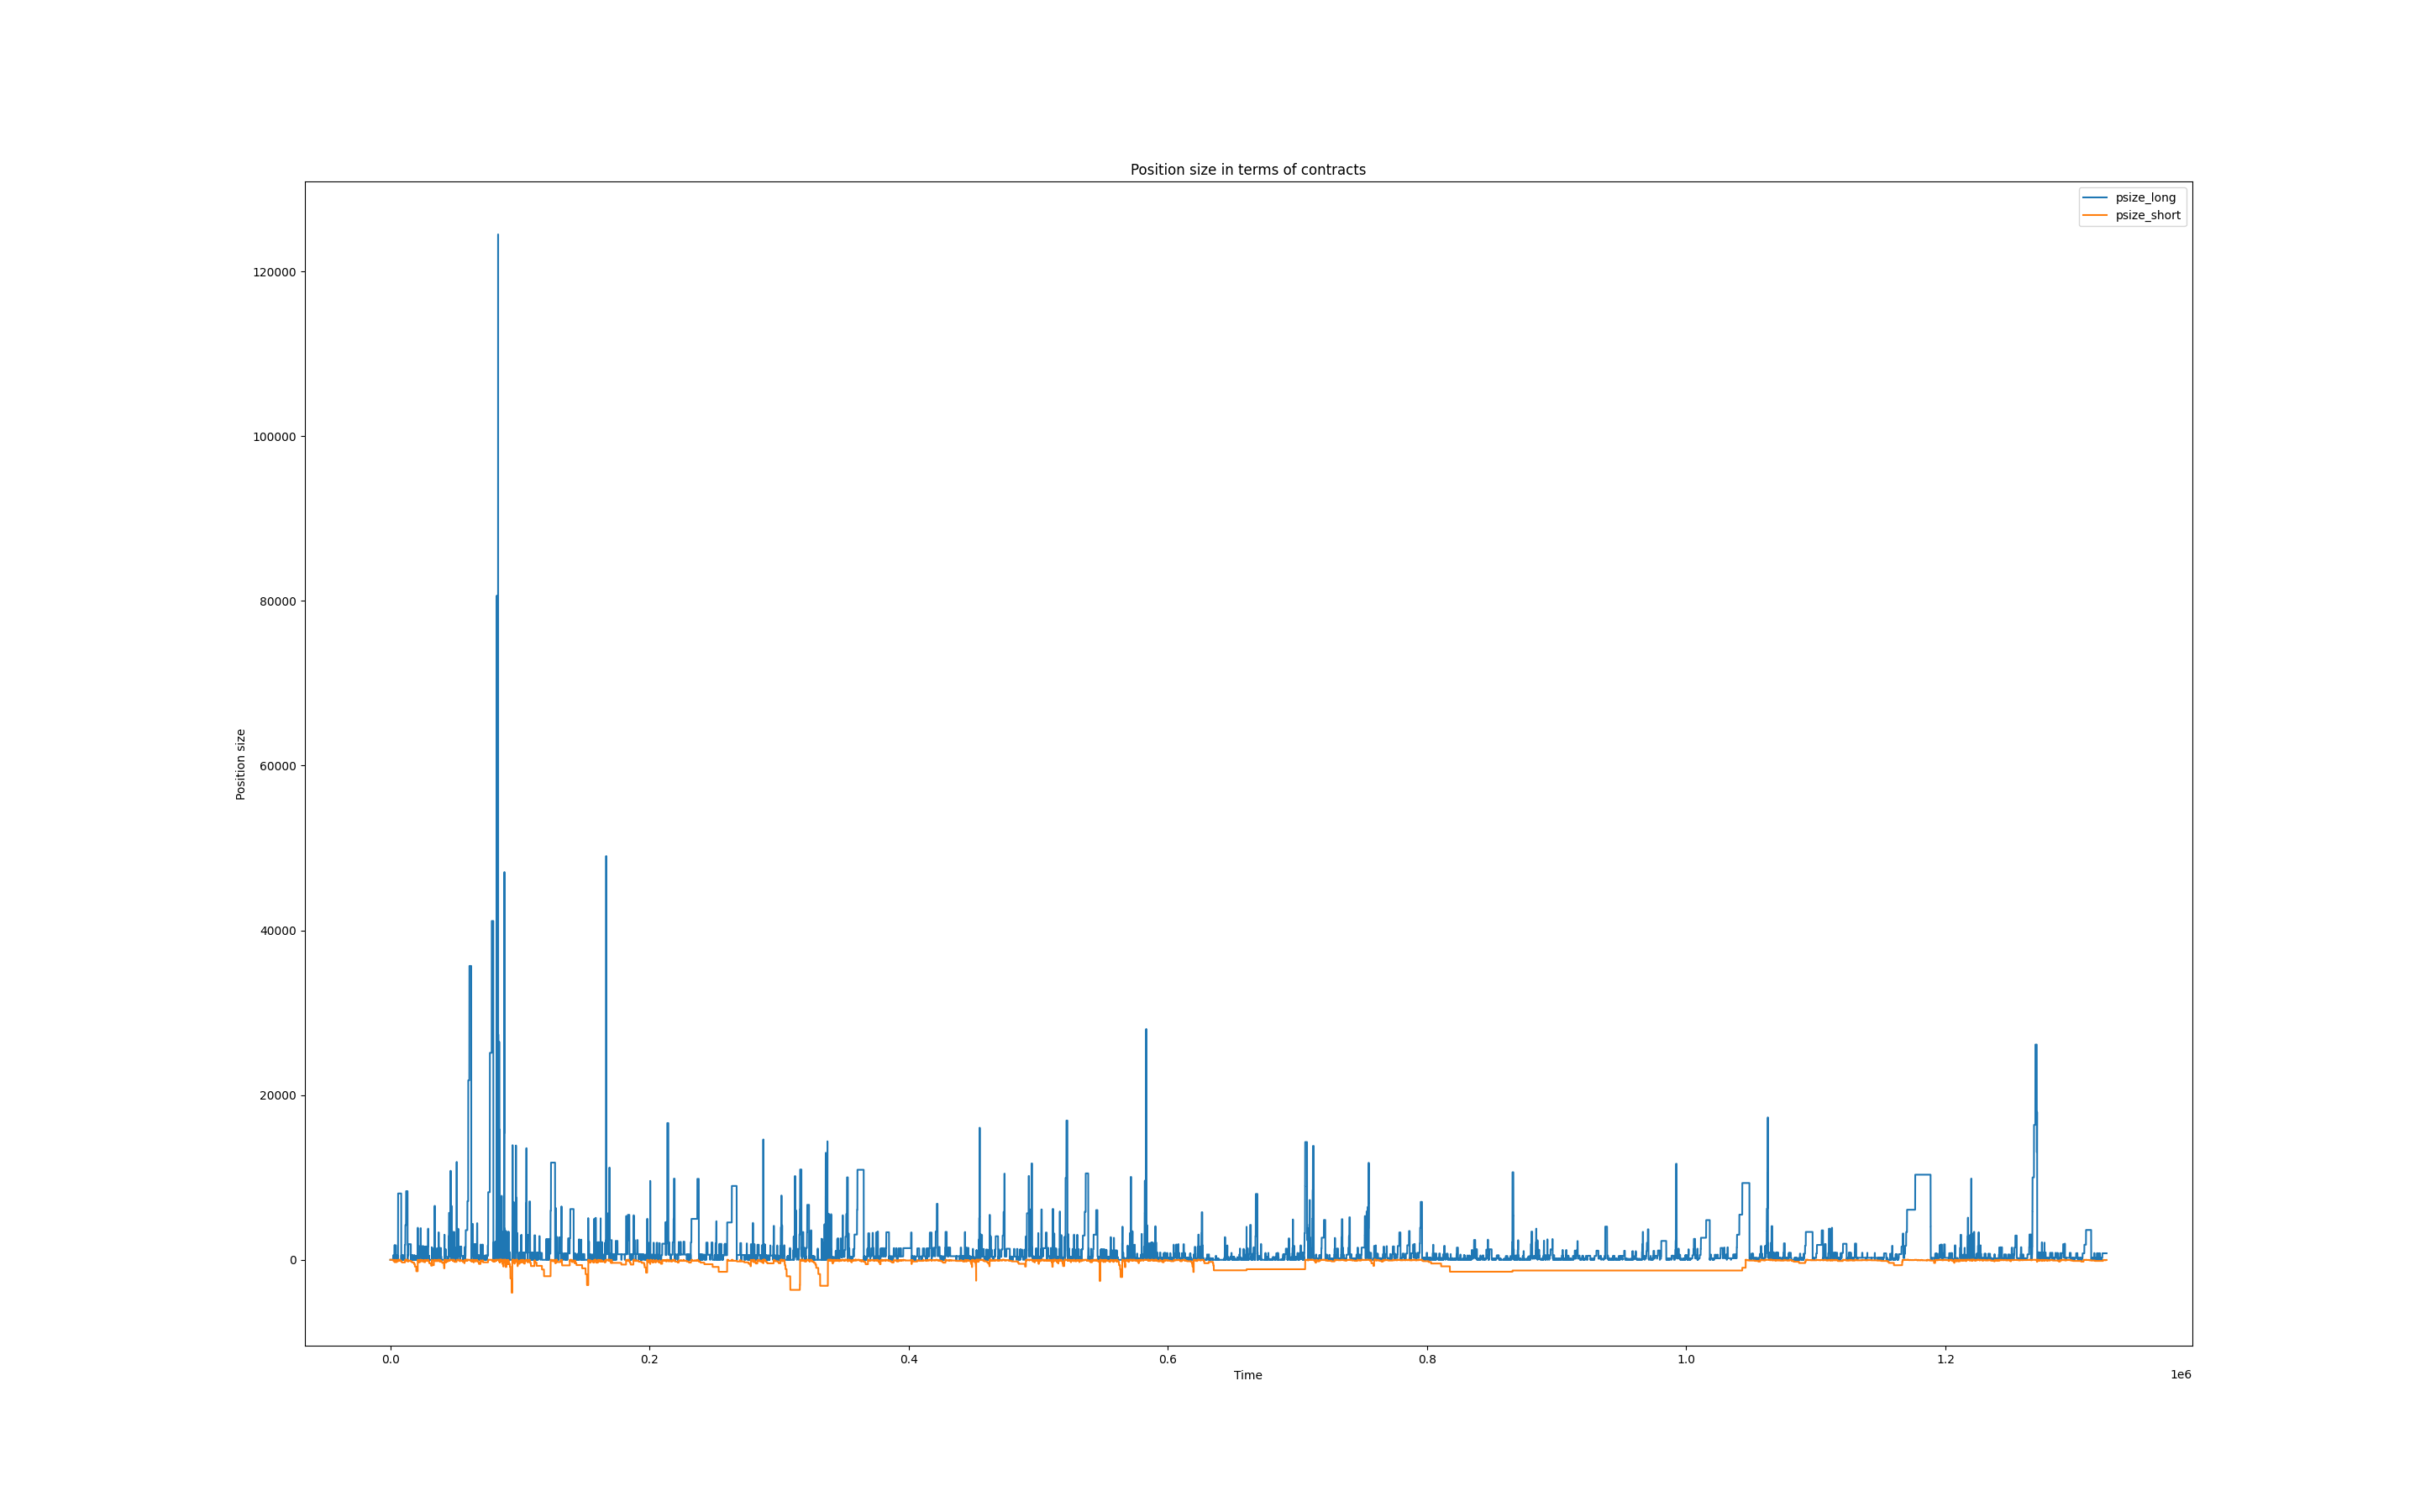 Position size in terms of contracts
psize_long
psize_short
Position size
120000
100000
80000
60000
40000
20000
0
0.0 0.2 0.4 0.6 0.8 1.0 1.2
Time
1e6